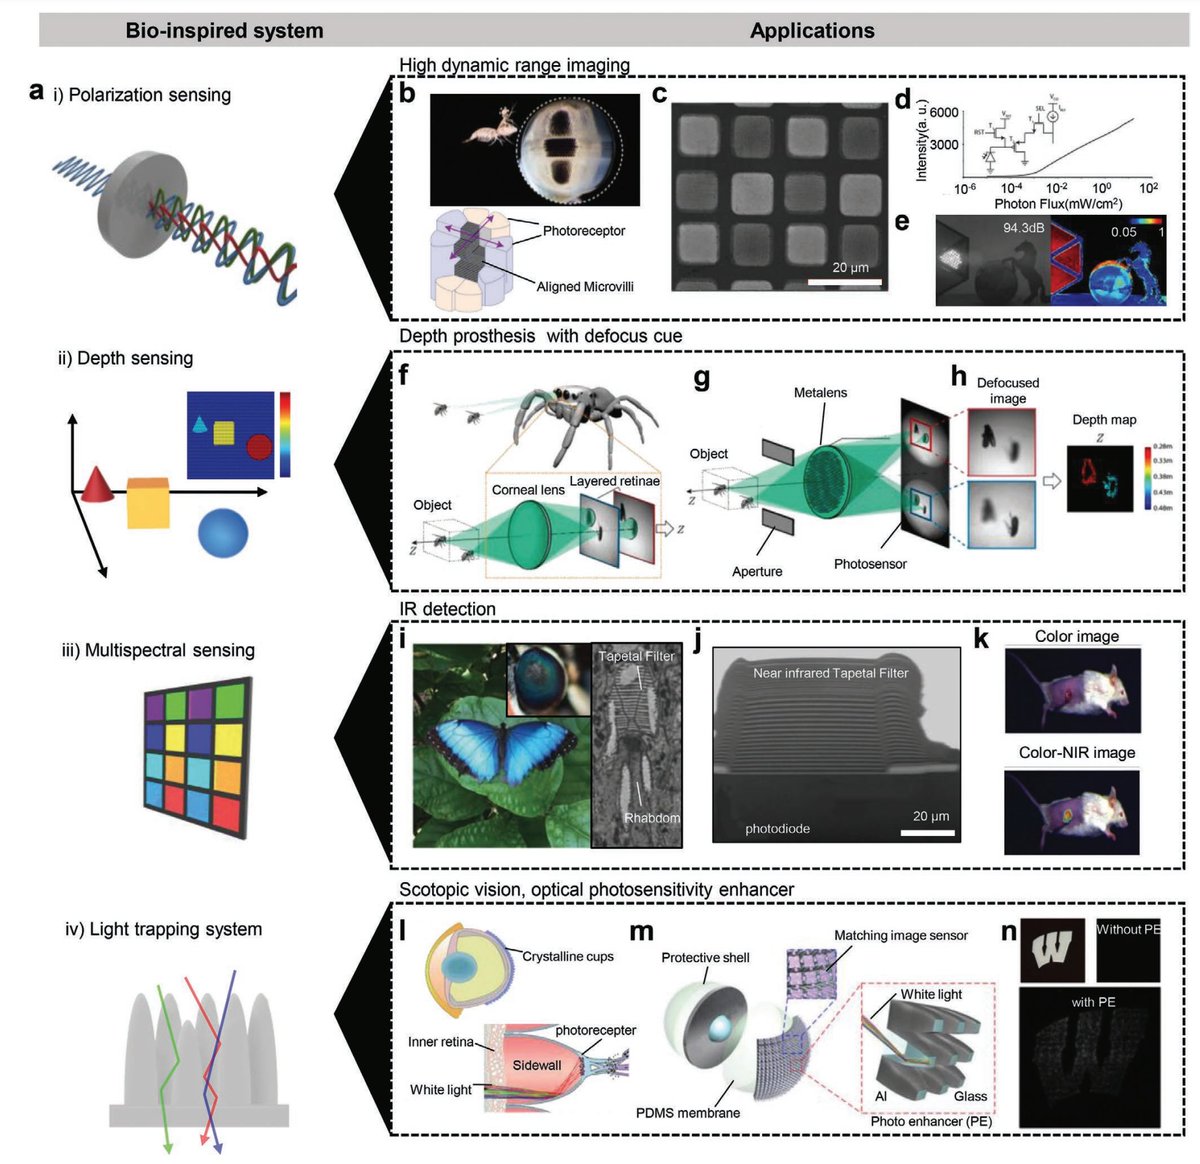 Bio-inspired system
Applications
a
i) Polarization sensing
High dynamic range imaging
b
Photoreceptor
Aligned Microvilli
c
20 µm
d
Intensity(a. u.)
6000
3000
SEL
RST
10-6
10-4
10-2
100
102
Photon Flux(mW/cm2)
e
94.3dB
0.05
1
ii) Depth sensing
Depth prosthesis with defocus cue
f
Object
Corneal lens
Layered retinae
Z
Z
g
Metalens
Object
Z
Aperture
Photosensor
h
Defocused
image
Depth map
Z
0.28m
0.33m
0.38m
0.43m
0.48m
iii) Multispectral sensing
IR detection
i
Tapetal Filter
Rhabdom
j
Near infrared Tapetal Filter
photodiode
20 µm
k
Color image
Color-NIR image
iv) Light trapping system
Scotopic vision, optical photosensitivity enhancer
l
Crystalline cups
photorecepter
Inner retina
Sidewall
White light
m
Matching image sensor
Protective shell
White light
Al
Glass
PDMS membrane
Photo enhancer (PE)
n
W
Without PE
with PE